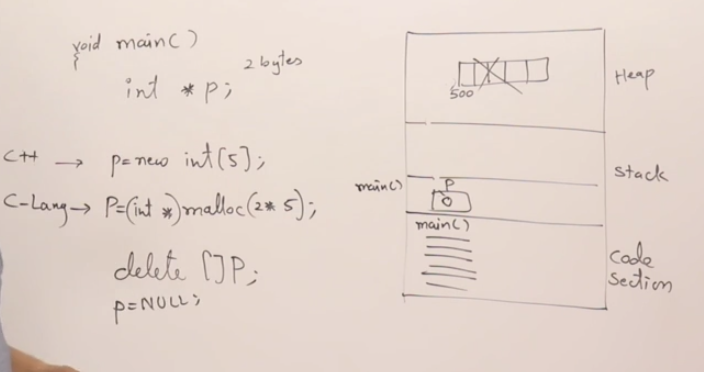 void main()
{
2 bytes
int * p;
C++ → p=new int[5];
C-Lang→ P=(int *)malloc(2* 5);
delete []P;
p=NULL;
500
Heap
Stack
main()
P
0
main()
Code
Section